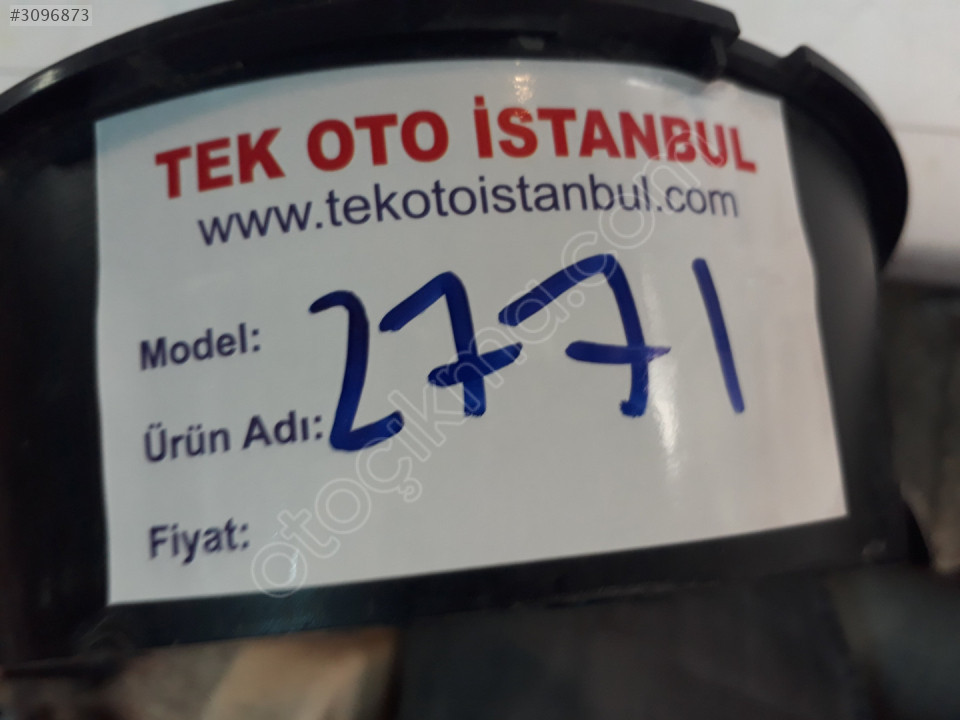 #3096873
TEK OTO İSTANBUL
www.tekotoistanbul.com
2771
Model:
Ürün Adı:
Fiyat:
otoçıkma.com